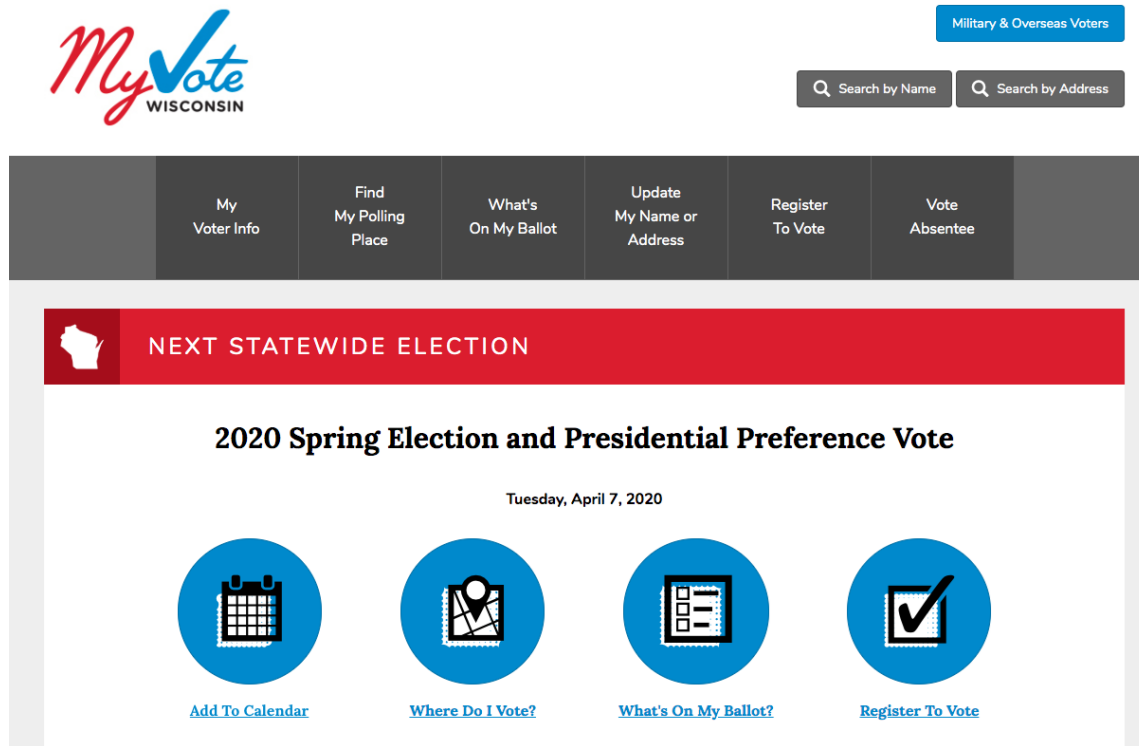 MyVote
WISCONSIN
Military & Overseas Voters
Search by Name
Search by Address
My
Voter Info
Find
My Polling
Place
What's
On My Ballot
Update
My Name or
Address
Register
To Vote
Vote
Absentee
NEXT STATEWIDE ELECTION
2020 Spring Election and Presidential Preference Vote
Tuesday, April 7, 2020
Add To Calendar
Where Do I Vote?
What's On My Ballot?
Register To Vote